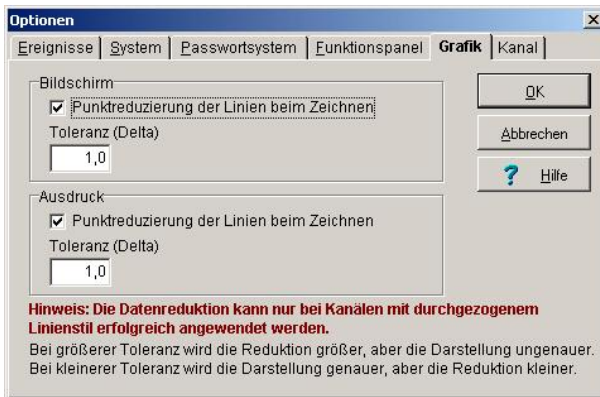 Optionen
Ereignisse System Passwortsystem Funktionspanel Grafik Kanal
Bildschirm
Punktreduzierung der Linien beim Zeichnen
Toleranz (Delta)
1,0
Ausdruck
Punktreduzierung der Linien beim Zeichnen
Toleranz (Delta)
1,0
OK
Abbrechen
? Hilfe
Hinweis: Die Datenreduktion kann nur bei Kanälen mit durchgezogenem
Linienstil erfolgreich angewendet werden.
Bei größerer Toleranz wird die Reduktion größer, aber die Darstellung ungenauer.
Bei kleinerer Toleranz wird die Darstellung genauer, aber die Reduktion kleiner.